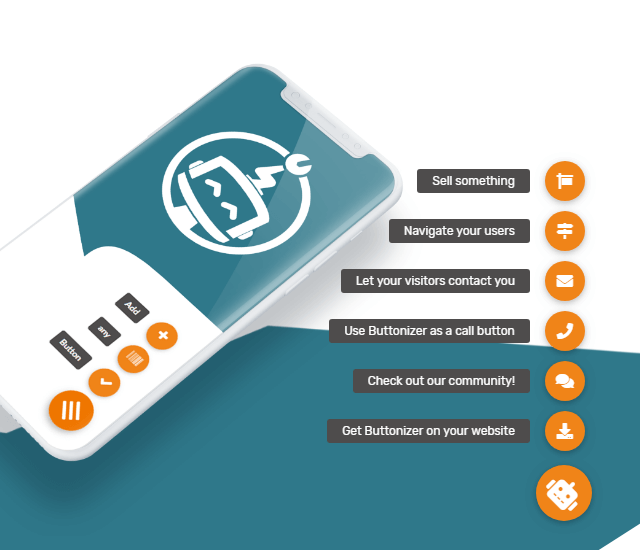 Sell something
Navigate your users
Let your visitors contact you
Use Buttonizer as a call button
Check out our community!
Get Buttonizer on your website
Add
any
Button